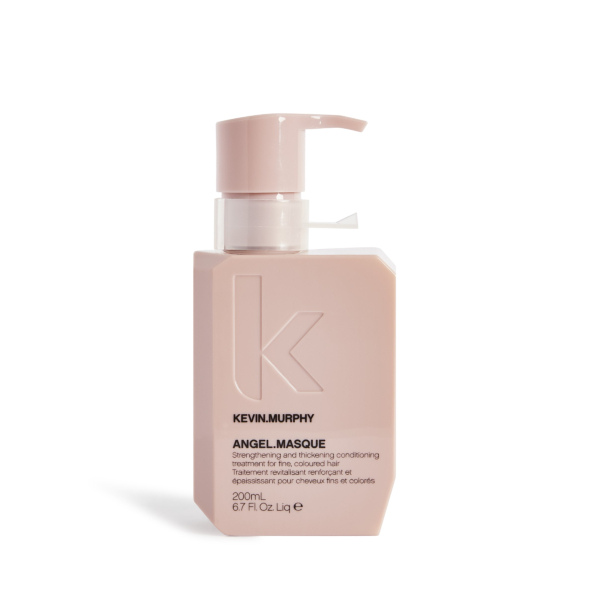 K
KEVIN.MURPHY
ANGEL.MASQUE
Strengthening and thickening conditioning
treatment for fine, coloured hair
Traitement revitalisant renforçant et
épaississant pour cheveux fins et colorés
200mL
6.7 Fl. Oz. Liq ℮